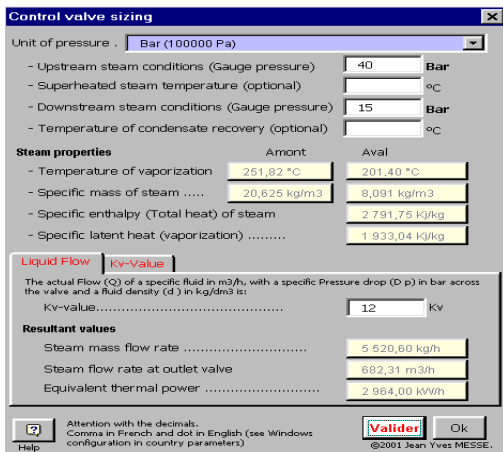 Control valve sizing
Unit of pressure . Bar (100000 Pa)
- Upstream steam conditions (Gauge pressure) 40 Bar
- Superheated steam temperature (optional) °C
- Downstream steam conditions (Gauge pressure) 15 Bar
- Temperature of condensate recovery (optional) °C
Steam properties Amont Aval
- Temperature of vaporization 251,82 °C 201,40 °C
- Specific mass of steam ..... 20,625 kg/m3 8,091 kg/m3
- Specific enthalpy (Total heat) of steam 2 791,75 Kj/kg
- Specific latent heat (vaporization) ......... 1 933,04 Kj/kg
Liquid Flow Kv-Value
The actual Flow (Q) of a specific fluid in m3/h, with a specific Pressure drop (D p) in bar across
the valve and a fluid density (d ) in kg/dm3 is:
Kv-value............................................. 12 Kv
Resultant values
Steam mass flow rate ............................. 5 520,60 kg/h
Steam flow rate at outlet valve 682,31 m3/h
Equivalent thermal power ...................... 2 964,00 kW/h
Attention with the decimals.
Comma in French and dot in English (see Windows
configuration in country parameters)
Help
Valider Ok
©2001 Jean Yves MESSE.